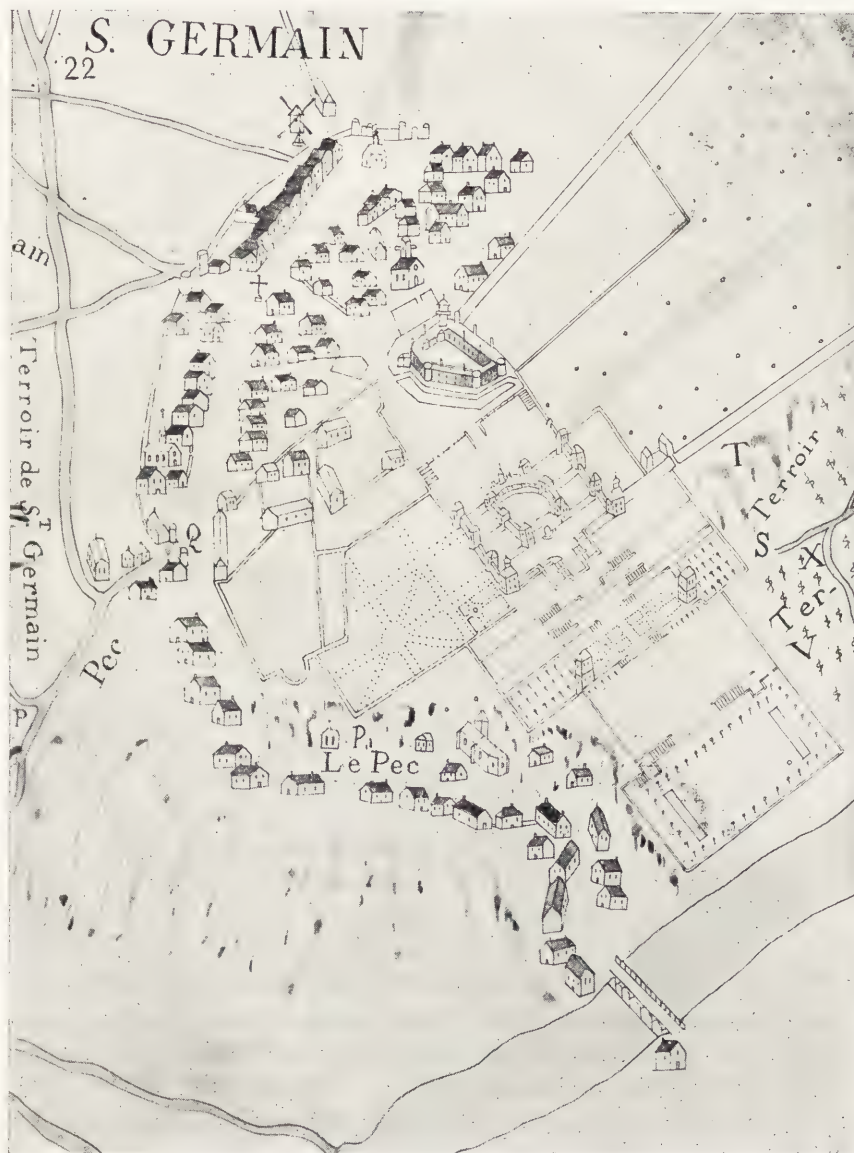 S. GERMAIN
22
am
Terroir de S.T Germain
Pec
Q
P
P.
Le Pec
T
S Terroir
X
Ter-
V